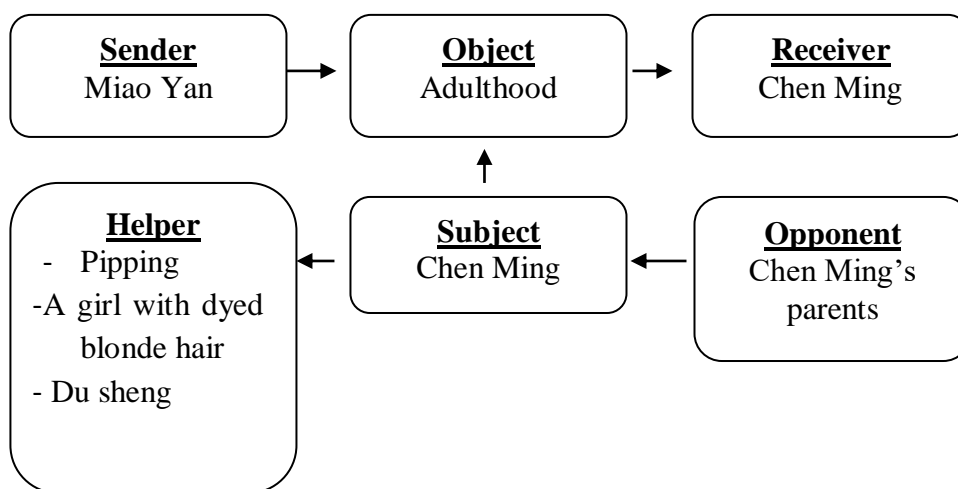 Sender
Miao Yan
Object
Adulthood
Receiver
Chen Ming
Helper
- Pipping
-A girl with dyed
blonde hair
- Du sheng
Subject
Chen Ming
Opponent
Chen Ming’s
parents